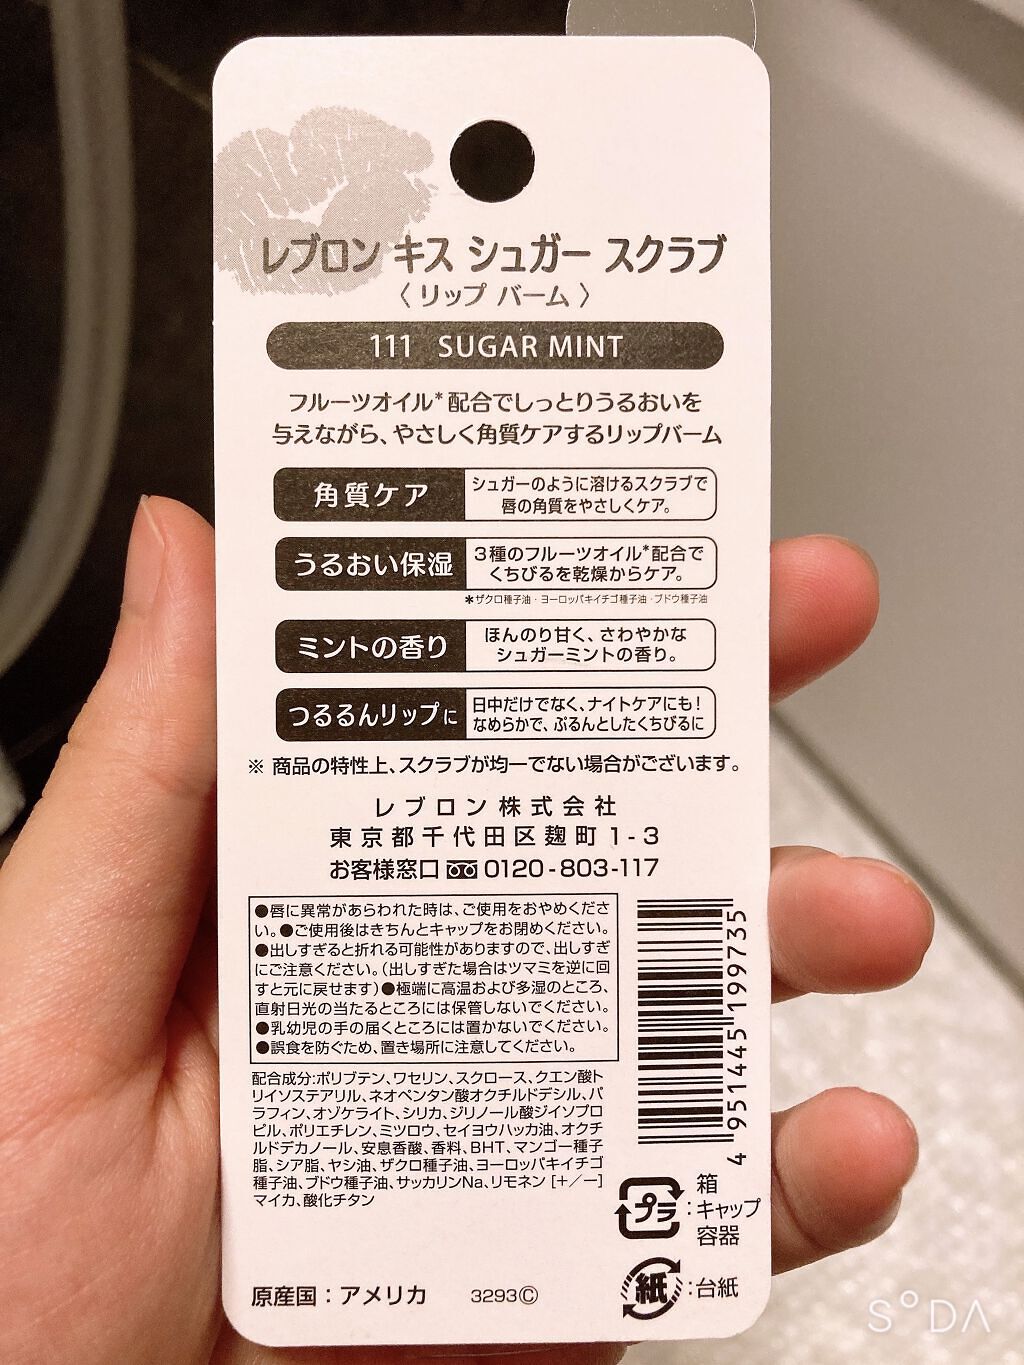 レブロン キス シュガー スクラブ
〈 リップ バーム 〉
111 SUGAR MINT
フルーツオイル*配合でしっとりうるおいを
与えながら、やさしく角質ケアするリップバーム
角質ケア
シュガーのように溶けるスクラブで
唇の角質をやさしくケア。
うるおい保湿
3種のフルーツオイル*配合で
くちびるを乾燥からケア。
*ザクロ種子油・ヨーロッパキイチゴ種子油・ブドウ種子油
ミントの香り
ほんのり甘く、さわやかな
シュガーミントの香り。
つるるんリップに
日中だけでなく、ナイトケアにも!
なめらかで、ぷるんとしたくちびるに
※ 商品の特性上、スクラブが均一でない場合がございます。
レブロン株式会社
東京都千代田区麹町1-3
お客様窓口 0120-803-117
●唇に異常があらわれた時は、ご使用をおやめくださ
い。●ご使用後はきちんとキャップをお閉めください。
●出しすぎると折れる可能性がありますので、出しすぎ
にご注意ください。(出しすぎた場合はツマミを逆に回
すと元に戻せます)●極端に高温および多湿のところ、
直射日光の当たるところには保管しないでください。
●乳幼児の手の届くところには置かないでください。
●誤食を防ぐため、置き場所に注意してください。
配合成分:ポリブテン、ワセリン、スクロース、クエン酸ト
リイソステアリル、ネオペンタン酸オクチルドデシル、パ
ラフィン、オゾケライト、シリカ、ジリノール酸ジイソプロ
ピル、ポリエチレン、ミツロウ、セイヨウハッカ油、オクチ
ルドデカノール、安息香酸、香料、BHT、マンゴー種子
脂、シア脂、ヤシ油、ザクロ種子油、ヨーロッパキイチゴ
種子油、ブドウ種子油、サッカリンNa、リモネン [+/−]
マイカ、酸化チタン
4 951445 199735
プラ:
箱
キャップ
容器
紙:台紙
原産国:アメリカ
3293©
SODA